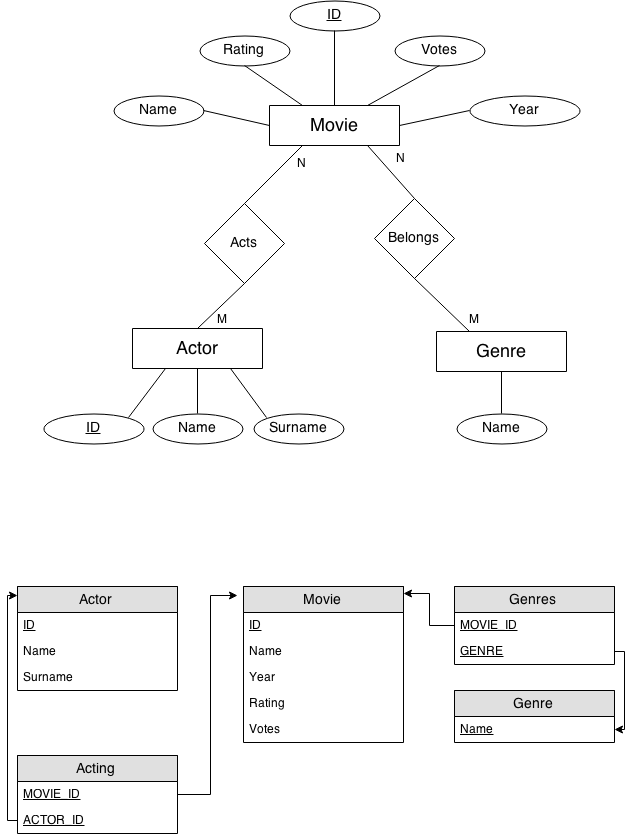 ID
Rating
Votes
Name
Year
Movie
N
N
Acts
Belongs
M
M
Actor
Genre
ID
Name
Surname
Name
Actor
ID
Name
Surname
Movie
ID
Name
Year
Rating
Votes
Genres
MOVIE_ID
GENRE
Genre
Name
Acting
MOVIE_ID
ACTOR_ID